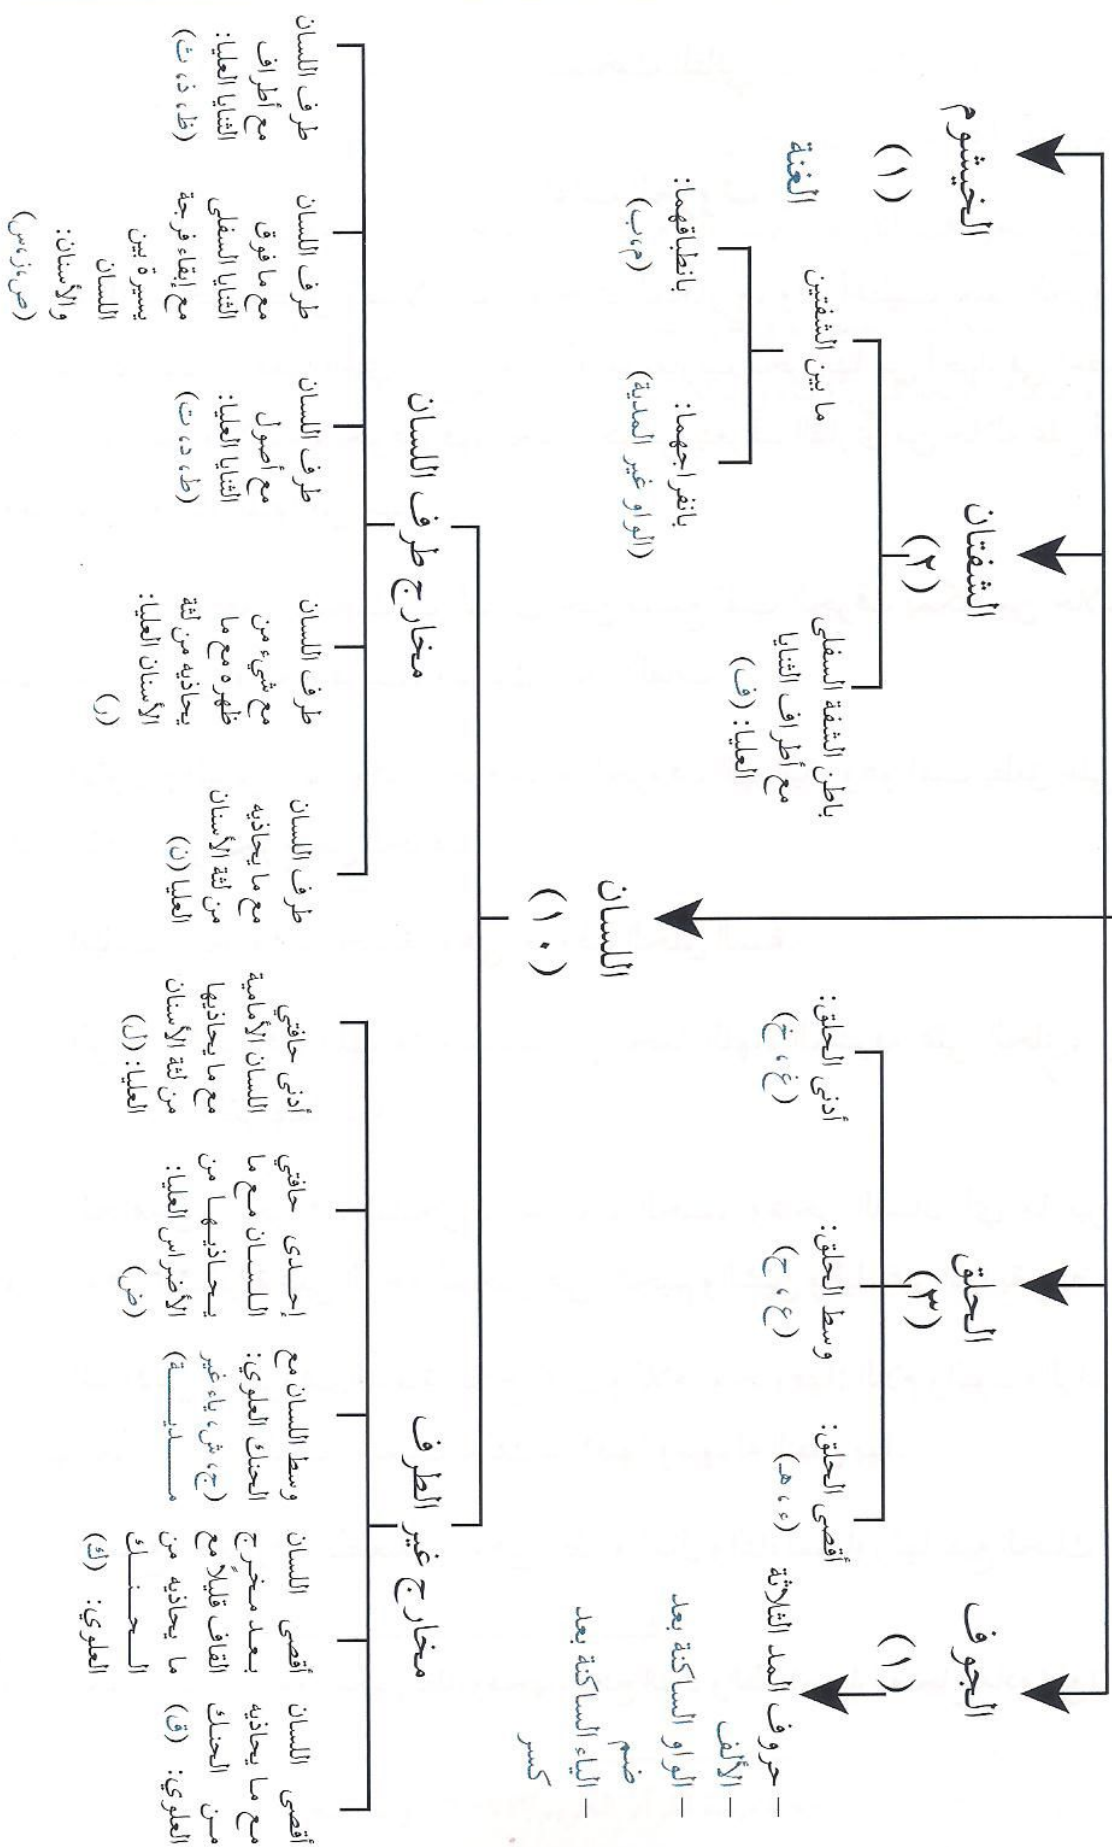 الجوف
(١)
– حروف المد الثلاثة
– الألف
– الواو الساكنة بعد
ضم
– الياء الساكنة بعد
كسر
الحلق
(٣)
أقصى الحلق:
(ء، هـ)
وسط الحلق:
(ع، ح)
أدنى الحلق:
(غ، خ)
اللسان
(١٠)
مخارج غير الطرف
أقصى اللسان
مع ما يحاذيه
من الحنك
العلوي: (ق)
أقصى اللسان
بعد مخرج
القاف قليلاً مع
ما يحاذيه من
الحنك
العلوي: (ك)
وسط اللسان مع
الحنك العلوي:
(ج، ش، ياء غير
مدية)
إحدى حافتي
اللسان مع ما
يحاذيها من
الأضراس العليا:
(ض)
أدنى حافتي
اللسان الأمامية
مع ما يحاذيها
من لثة الأسنان
العليا: (ل)
مخارج طرف اللسان
طرف اللسان
مع ما يحاذيه
من لثة الأسنان
العليا (ن)
طرف اللسان
مع شيء من
ظهره مع ما
يحاذيه من لثة
الأسنان العليا:
(ر)
طرف اللسان
مع أصول
الثنايا العليا:
(ط، د، ت)
طرف اللسان
مع ما فوق
الثنايا السفلى
مع إبقاء فرجة
يسيرة بين
اللسان
والأسنان:
(ص،ز،س)
طرف اللسان
مع أطراف
الثنايا العليا:
(ظ، ذ، ث)
الشفتان
(٢)
باطن الشفة السفلى
مع أطراف الثنايا
العليا: (ف)
ما بين الشفتين
بانفراجهما:
(الواو غير المدية)
بانطباقهما:
(م،ب)
الخيشوم
(١)
الغنة